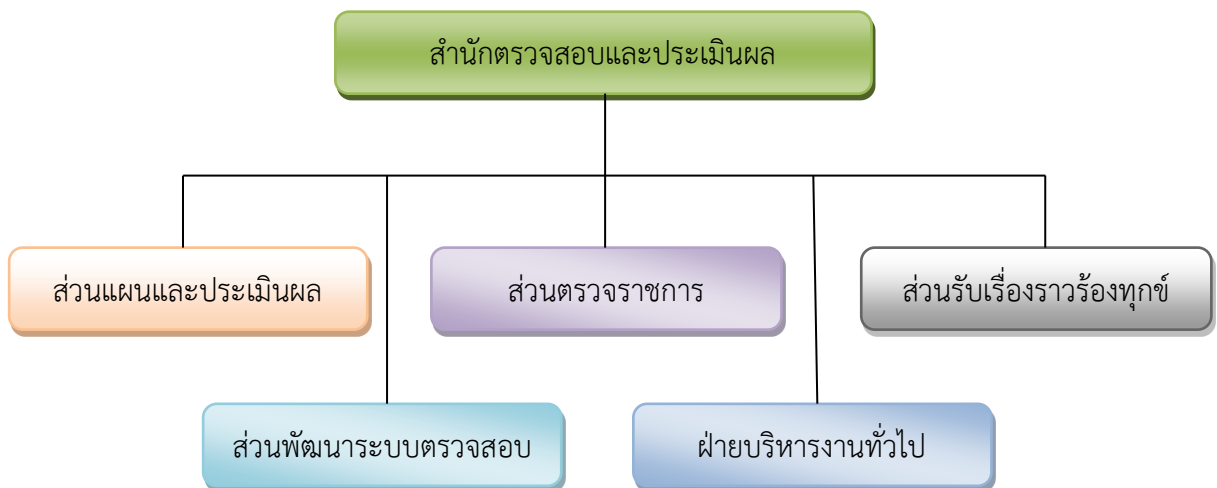 สำนักตรวจสอบและประเมินผล
ส่วนแผนและประเมินผล
ส่วนตรวจราชการ
ส่วนรับเรื่องราวร้องทุกข์
ส่วนพัฒนาระบบตรวจสอบ
ฝ่ายบริหารงานทั่วไป